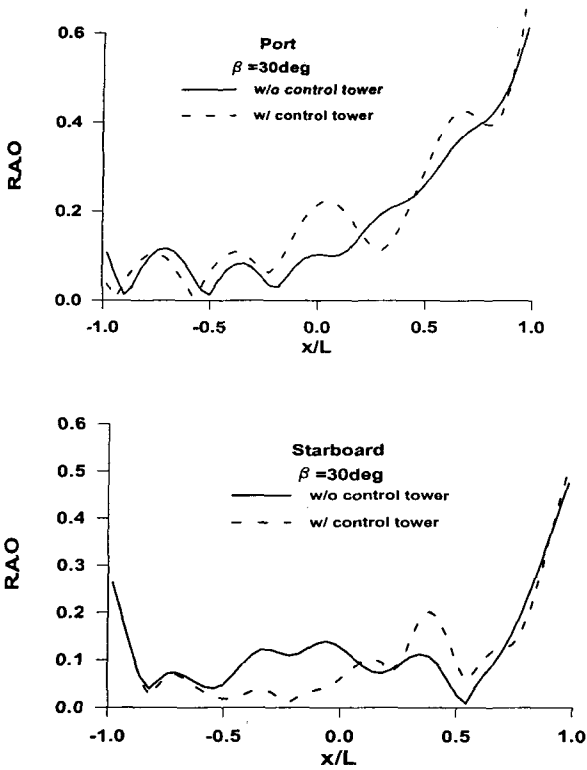 0.6
Port
β =30deg
w/o control tower
w/ control tower
0.4
RAO
0.2
0.0
-1.0 -0.5 0.0 0.5 1.0
x/L
0.6
Starboard
β =30deg
0.5
w/o control tower
w/ control tower
0.4
0.3
RAO
0.2
0.1
0.0
-1.0 -0.5 0.0 0.5 1.0
x/L